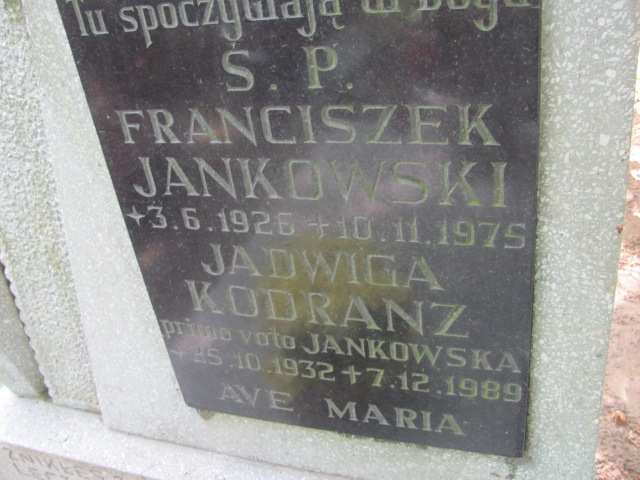 Tu spoczywają w Bogu
Ś. P.
FRANCISZEK
JANKOWSKI
*3.6.1926 +10.11.1975
JADWIGA
KODRANZ
primo voto JANKOWSKA
*25.10.1932 +7.12.1989
AVE MARIA
ZNIKŁEŚ Z